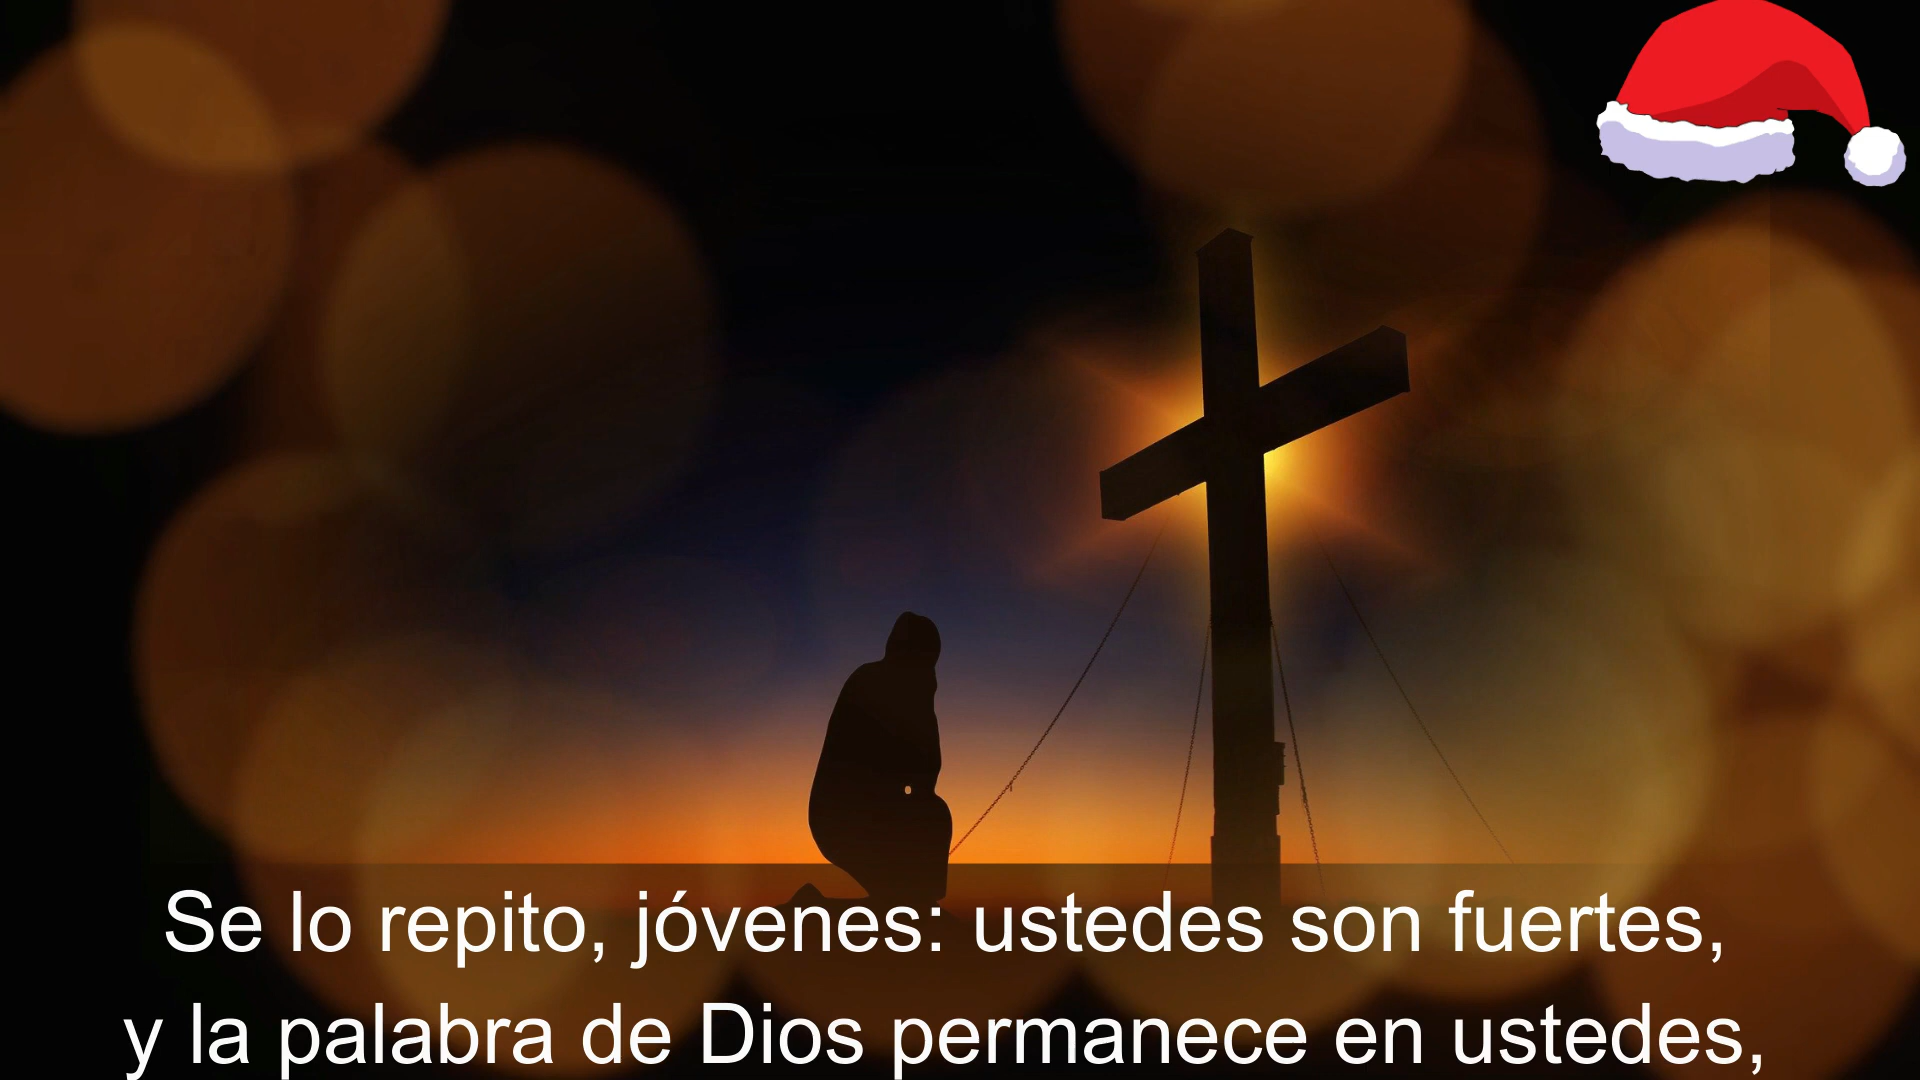 Se lo repito, jóvenes: ustedes son fuertes,
y la palabra de Dios permanece en ustedes,